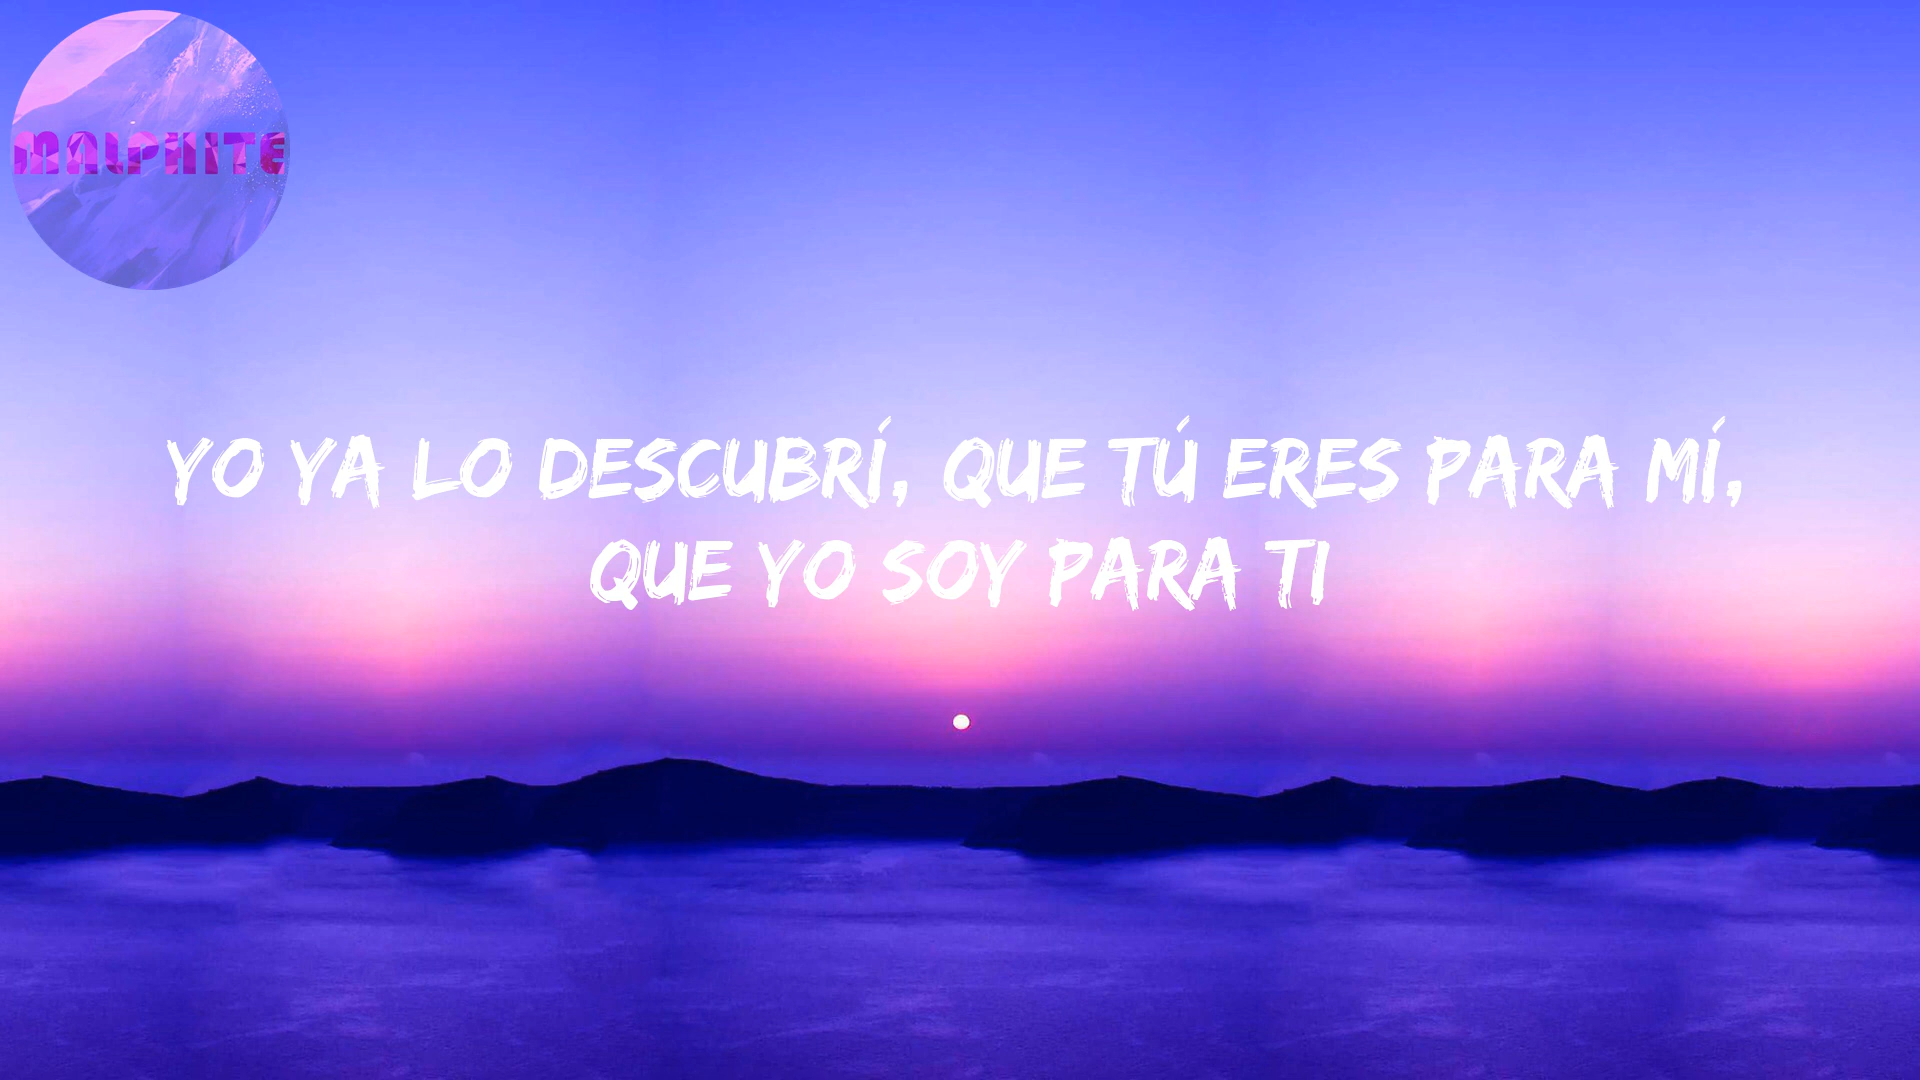 MALPHITE
YO YA LO DESCUBRÍ, QUE TÚ ERES PARA MÍ,
QUE YO SOY PARA TI